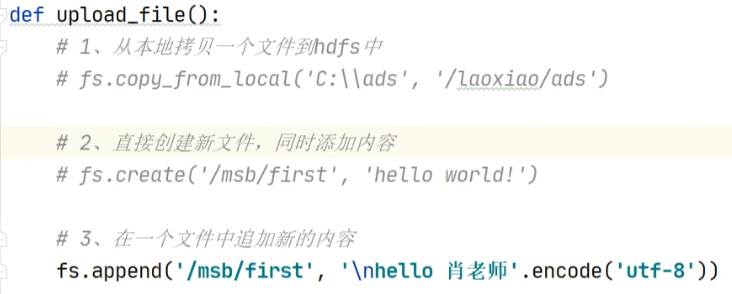 def upload_file():
    # 1、从本地拷贝一个文件到hdfs中
    # fs.copy_from_local('C:\\ads', '/laoxiao/ads')
    # 2、直接创建新文件，同时添加内容
    # fs.create('/msb/first', 'hello world!')
    # 3、在一个文件中追加新的内容
    fs.append('/msb/first', '\nhello 肖老师'.encode('utf-8'))